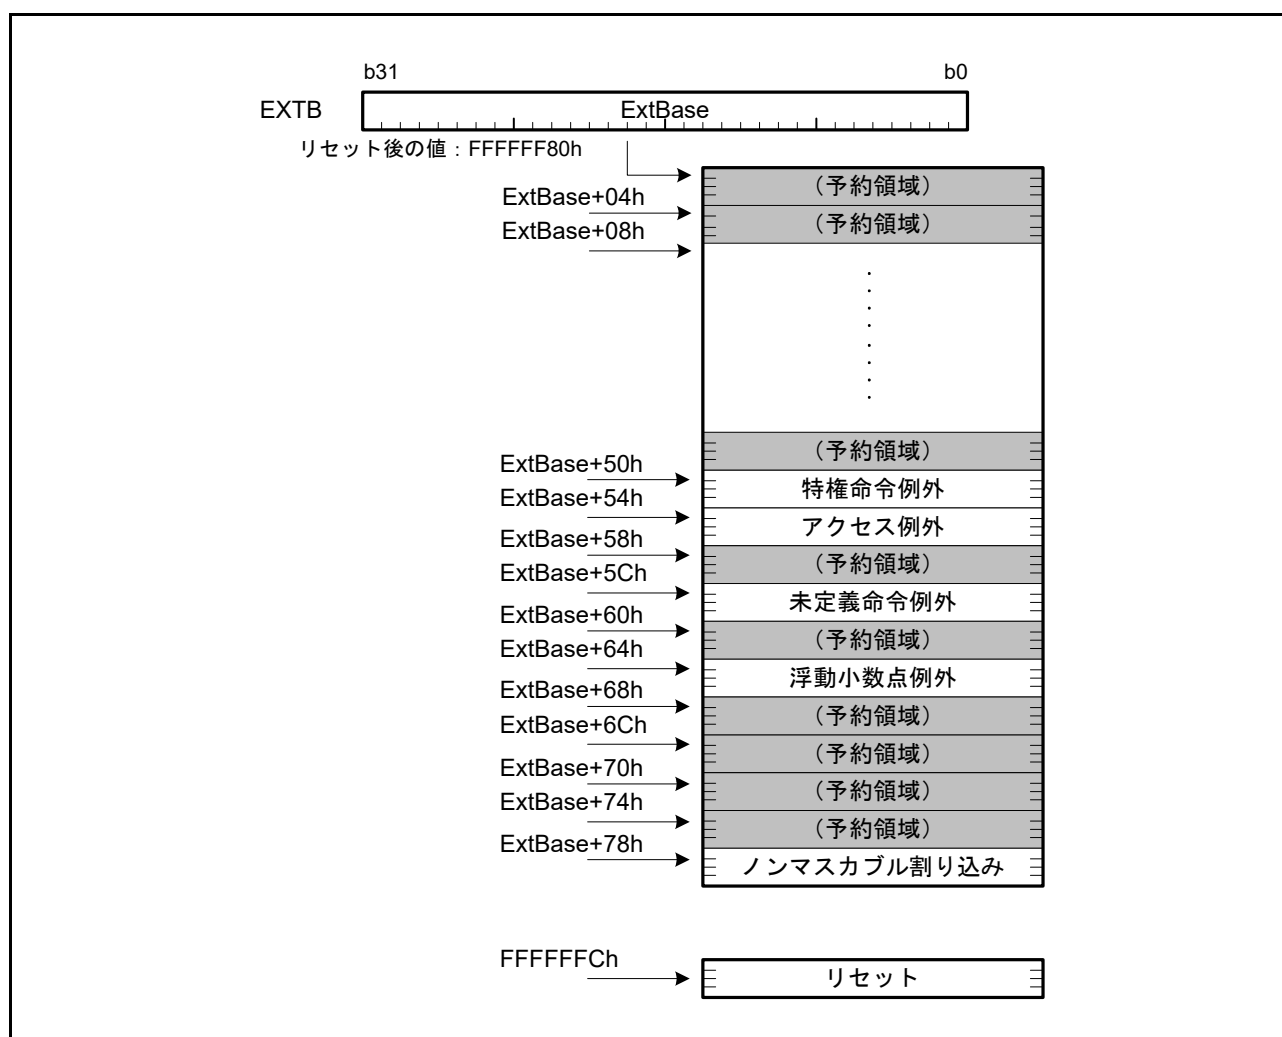 b31 b0
EXTB ExtBase
リセット後の値：FFFFFF80h
（予約領域）
ExtBase+04h
（予約領域）
ExtBase+08h
（予約領域）
ExtBase+50h
特権命令例外
ExtBase+54h
アクセス例外
ExtBase+58h
（予約領域）
ExtBase+5Ch
未定義命令例外
ExtBase+60h
（予約領域）
ExtBase+64h
浮動小数点例外
ExtBase+68h
（予約領域）
ExtBase+6Ch
（予約領域）
ExtBase+70h
（予約領域）
ExtBase+74h
（予約領域）
ExtBase+78h
ノンマスカブル割り込み
FFFFFFCh
リセット